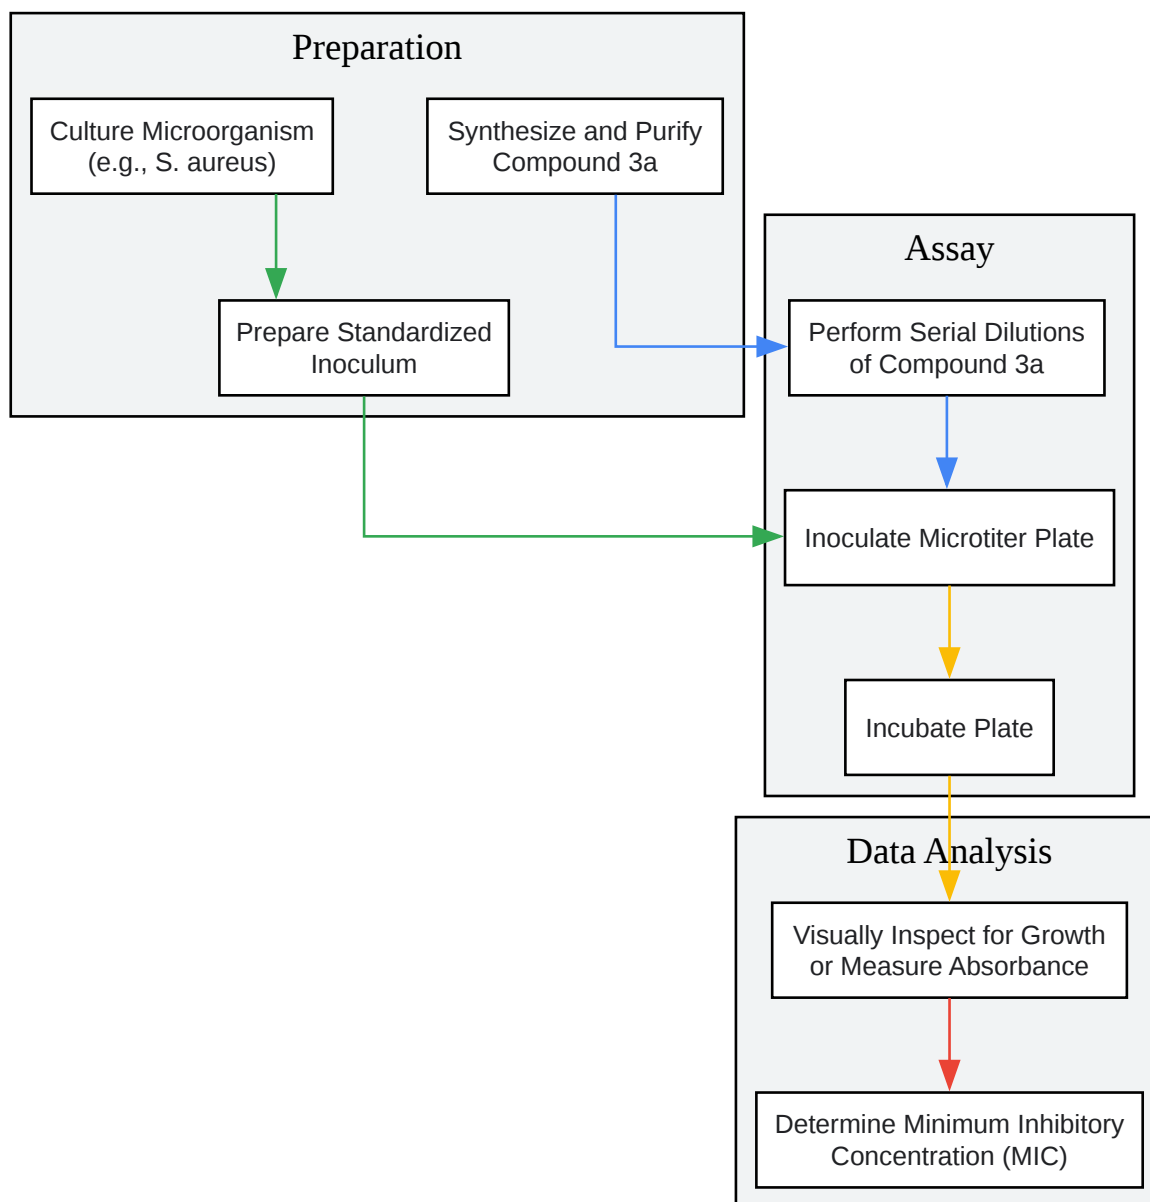 Preparation
Culture Microorganism
(e.g., S. aureus)
Synthesize and Purify
Compound 3a
Prepare Standardized
Inoculum
Assay
Perform Serial Dilutions
of Compound 3a
Inoculate Microtiter Plate
Incubate Plate
Data Analysis
Visually Inspect for Growth
or Measure Absorbance
Determine Minimum Inhibitory
Concentration (MIC)